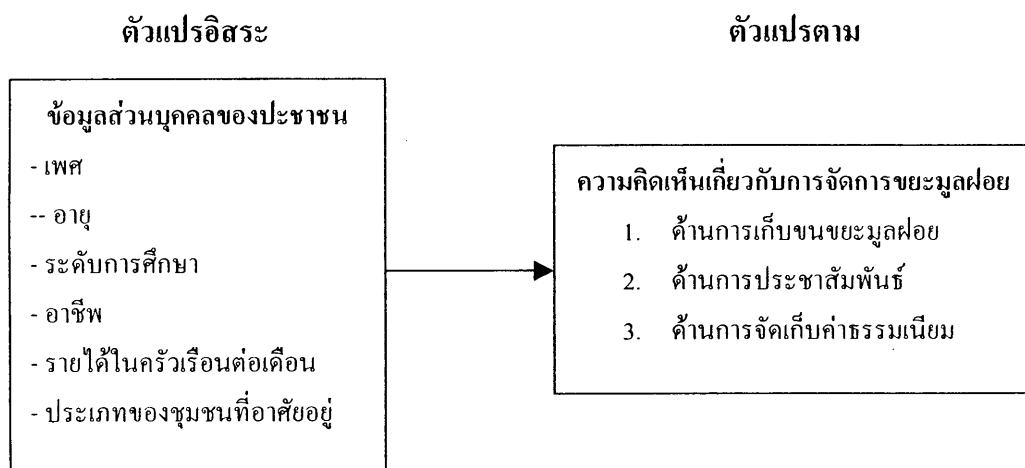 ตัวแปรอิสระ
ตัวแปรตาม
ข้อมูลส่วนบุคคลของประชาชน
- เพศ
-- อายุ
- ระดับการศึกษา
- อาชีพ
- รายได้ในครัวเรือนต่อเดือน
- ประเภทของชุมชนที่อาศัยอยู่
ความคิดเห็นเกี่ยวกับการจัดการขยะมูลฝอย
1. ด้านการเก็บขนขยะมูลฝอย
2. ด้านการประชาสัมพันธ์
3. ด้านการจัดเก็บค่าธรรมเนียม